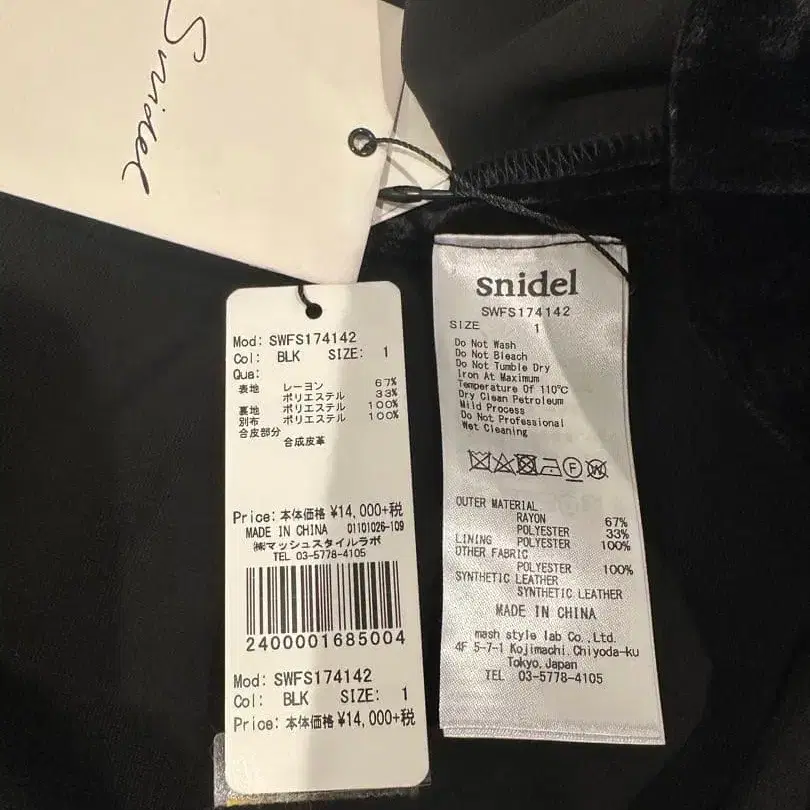 Snidel
Mod: SWFS174142
Col: BLK SIZE: 1
Qua:
表地 レーヨン 67%
ポリエステル 33%
裏地 ポリエステル 100%
別布 ポリエステル 100%
合皮部分
合成皮革
Price: 本体価格 ¥14,000+税
MADE IN CHINA 01101026-109
㈱マッシュスタイルラボ
TEL 03-5778-4105
2400001685004
Mod: SWFS174142
Col: BLK SIZE: 1
Price: 本体価格 ¥14,000+税
snidel
SWFS174142
SIZE 1
Do Not Wash
Do Not Bleach
Do Not Tumble Dry
Iron At Maximum
Temperature Of 110℃
Dry Clean Petroleum
Mild Process
Do Not Professional
Wet Cleaning
F W
OUTER MATERIAL
RAYON 67%
POLYESTER 33%
LINING POLYESTER 100%
OTHER FABRIC
POLYESTER 100%
SYNTHETIC LEATHER
SYNTHETIC LEATHER
MADE IN CHINA
mash style lab Co.,Ltd.
4F 5-7-1 Kojimachi.Chiyoda-ku
Tokyo,Japan
TEL 03-5778-4105